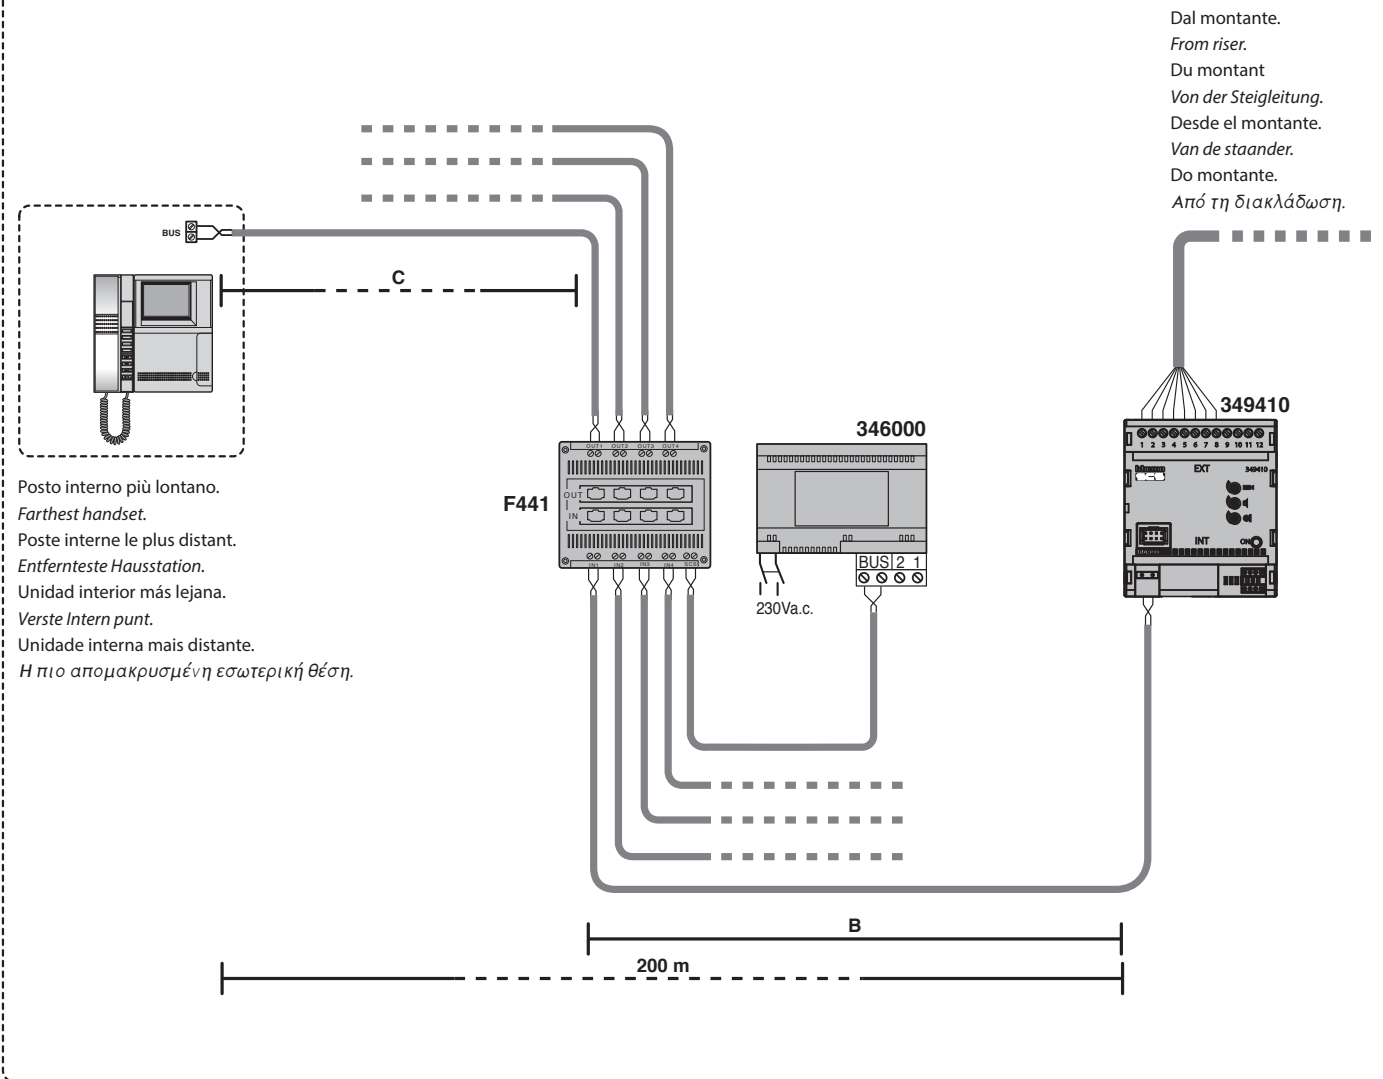 Dal montante.
From riser.
Du montant
Von der Steigleitung.
Desde el montante.
Van de staander.
Do montante.
Από τη διακλάδωση.
BUS
C
349410
346000
1 2 3 4 5 6 7 8 9 10 11 12
EXT 349410
OUT1 OUT2 OUT3 OUT4
Posto interno più lontano.
Farthest handset.
Poste interne le plus distant.
Entfernteste Hausstation.
Unidad interior más lejana.
Verste Intern punt.
Unidade interna mais distante.
Η πιο απομακρυσμένη εσωτερική θέση.
F441
OUT
IN
INT ON
IN1 IN2 IN3 IN4 SCS
BUS 2 1
230Va.c.
B
200 m